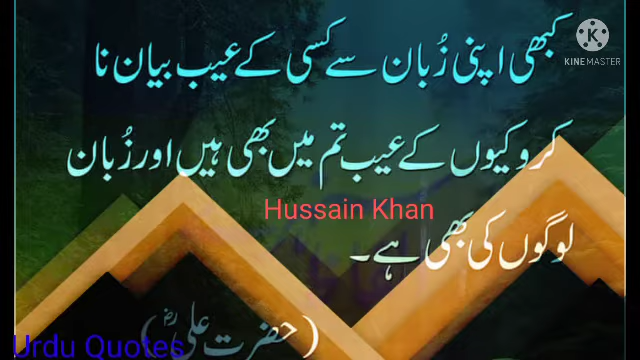 کبھی اپنی زُبان سے کسی کے عیب بیان نا
KINEMASTER
کرو کیوں کے عیب تم میں بھی ہیں اور زُبان
Hussain Khan
لوگوں کی بھی ہے۔
(حضرت علیؓ)
Urdu Quotes